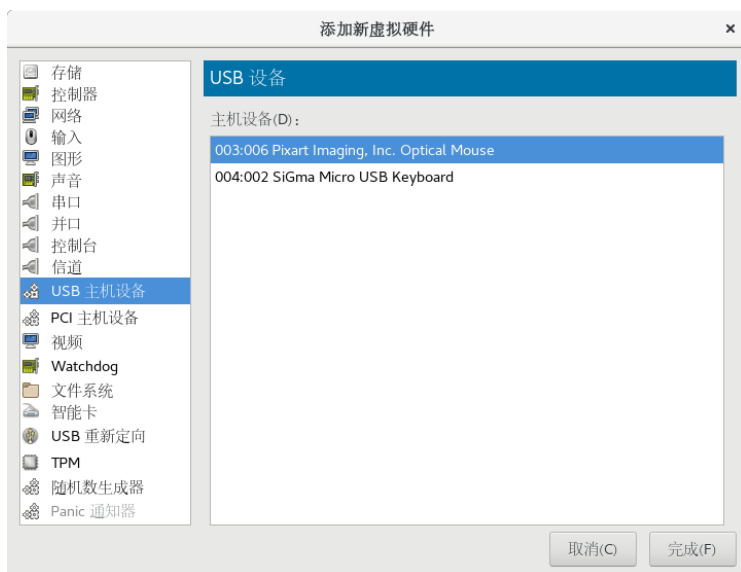 添加新虚拟硬件
存储
控制器
网络
输入
图形
声音
串口
并口
控制台
信道
USB 主机设备
PCI 主机设备
视频
Watchdog
文件系统
智能卡
USB 重新定向
TPM
随机数生成器
Panic 通知器
USB 设备
主机设备(D)：
003:006 Pixart Imaging, Inc. Optical Mouse
004:002 SiGma Micro USB Keyboard
取消(C)
完成(F)